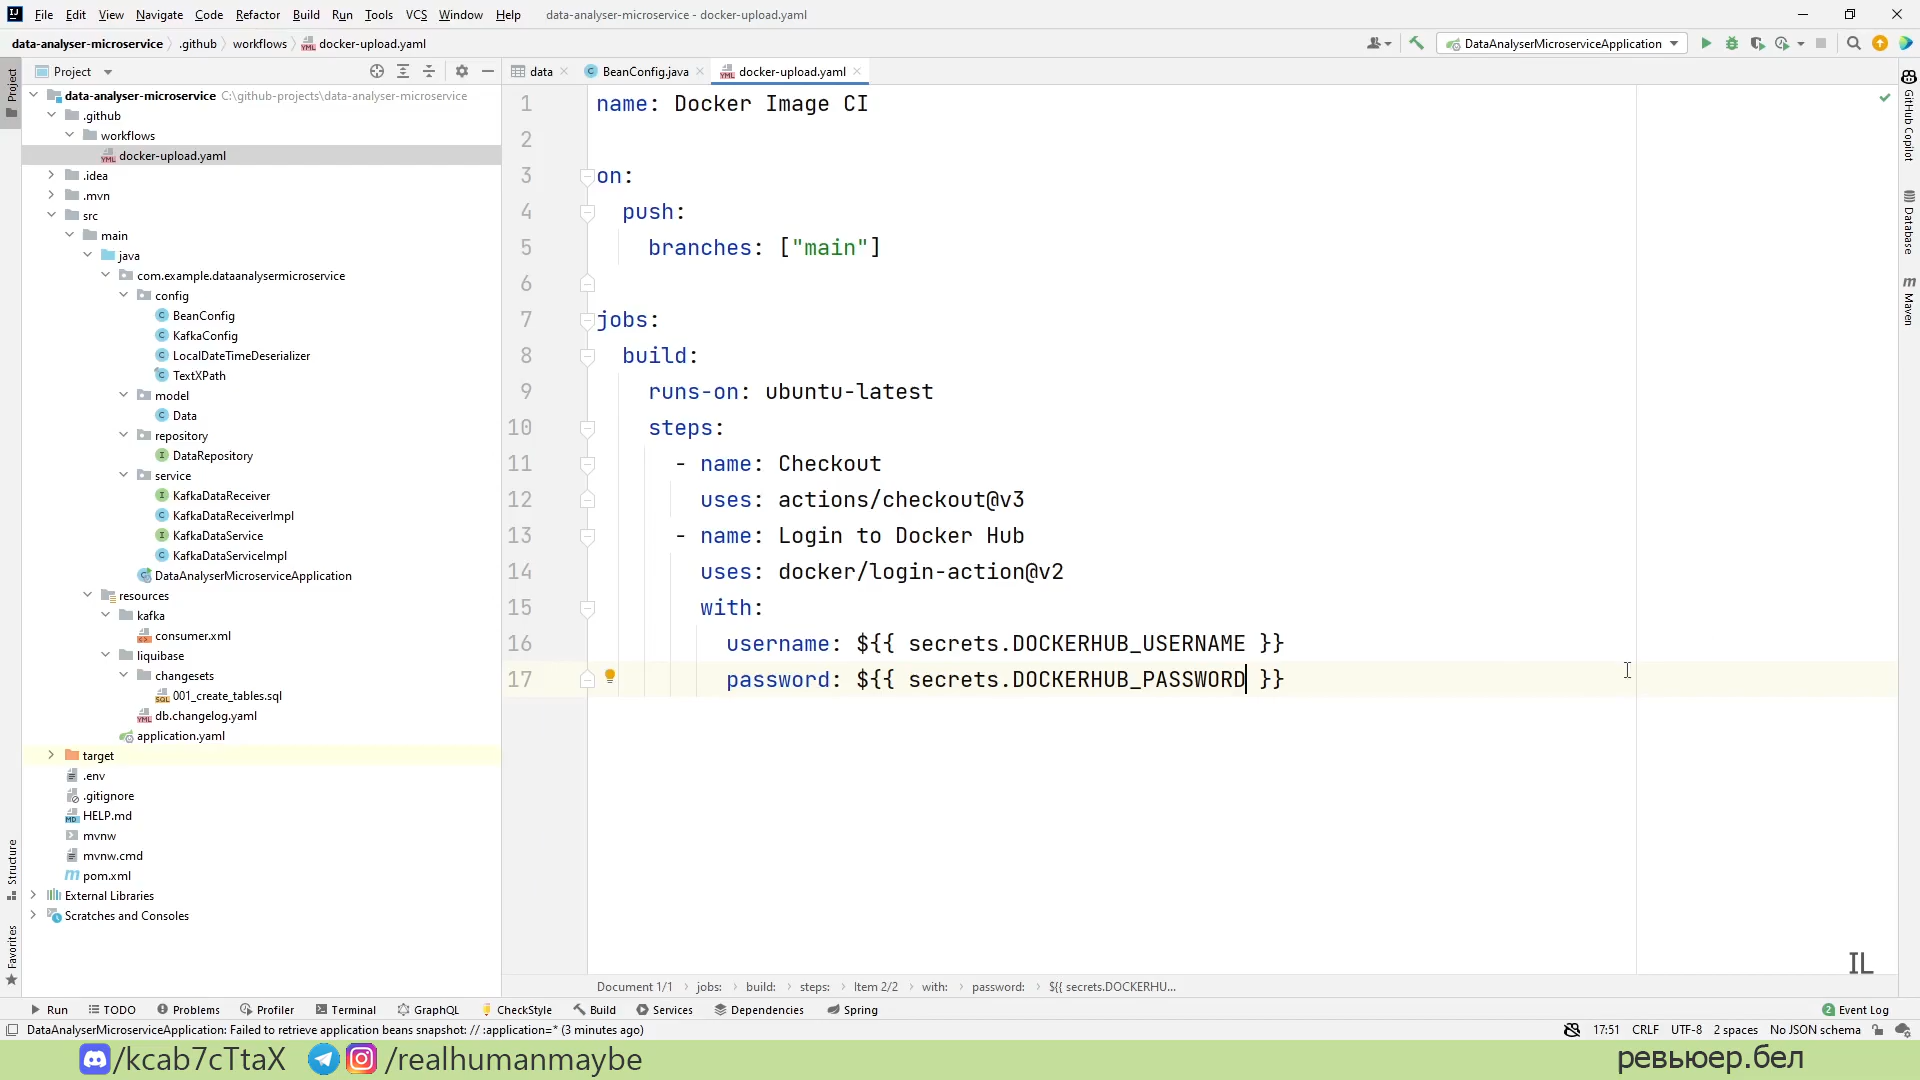 File Edit View Navigate Code Refactor Build Run Tools VCS Window Help data-analyser-microservice - docker-upload.yaml
data-analyser-microservice .github workflows docker-upload.yaml DataAnalyserMicroserviceApplication
Project
data BeanConfig.java docker-upload.yaml
data-analyser-microservice C:\github-projects\data-analyser-microservice
.github
workflows
docker-upload.yaml
.idea
.mvn
src
main
java
com.example.dataanalysermicroservice
config
BeanConfig
KafkaConfig
LocalDateTimeDeserializer
TextXPath
model
Data
repository
DataRepository
service
KafkaDataReceiver
KafkaDataReceiverImpl
KafkaDataService
KafkaDataServiceImpl
DataAnalyserMicroserviceApplication
resources
kafka
consumer.xml
liquibase
changesets
001_create_tables.sql
db.changelog.yaml
application.yaml
target
.env
.gitignore
HELP.md
mvnw
mvnw.cmd
pom.xml
External Libraries
Scratches and Consoles
Project
Structure
Favorites
1 name: Docker Image CI
2
3 on:
4 push:
5 branches: ["main"]
6
7 jobs:
8 build:
9 runs-on: ubuntu-latest
10 steps:
11 - name: Checkout
12 uses: actions/checkout@v3
13 - name: Login to Docker Hub
14 uses: docker/login-action@v2
15 with:
16 username: ${{ secrets.DOCKERHUB_USERNAME }}
17 password: ${{ secrets.DOCKERHUB_PASSWORD }}
GitHub Copilot
Database
Maven
IL
Document 1/1 jobs: build: steps: Item 2/2 with: password: ${{ secrets.DOCKERHU...
Run TODO Problems Profiler Terminal GraphQL CheckStyle Build Services Dependencies Spring 2 Event Log
DataAnalyserMicroserviceApplication: Failed to retrieve application beans snapshot: // :application=* (3 minutes ago) 17:51 CRLF UTF-8 2 spaces No JSON schema
/kcab7cTtaX /realhumanmaybe ревьюер.бел